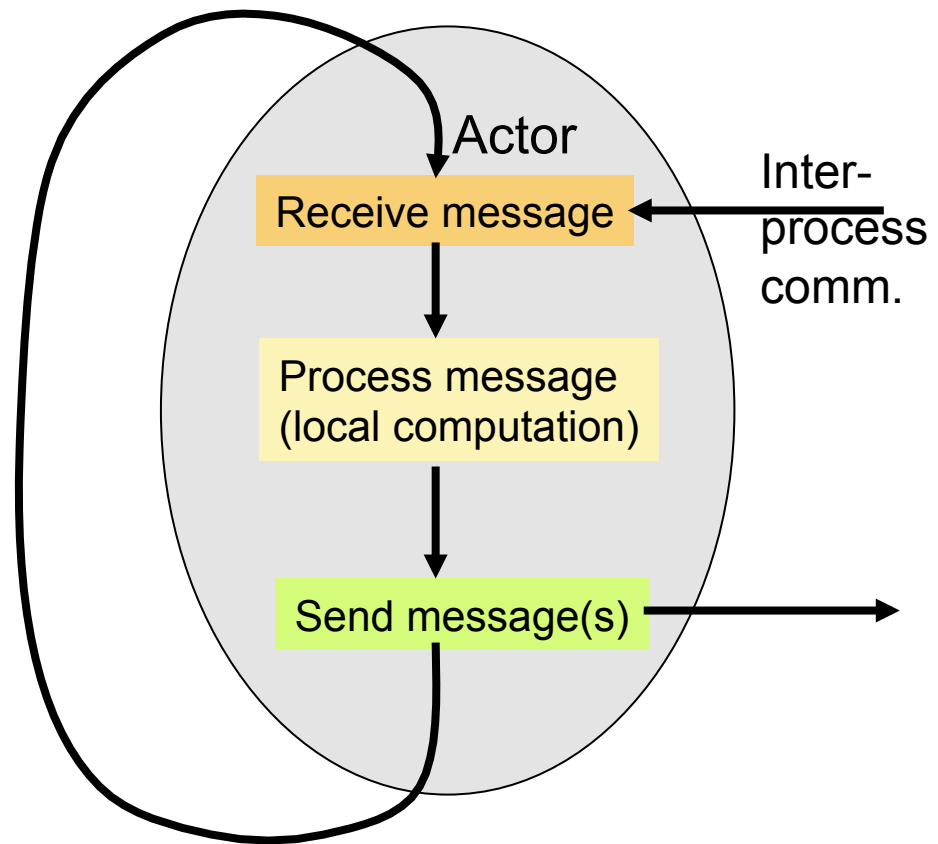 Actor
Receive message
Inter-
process
comm.
Process message
(local computation)
Send message(s)